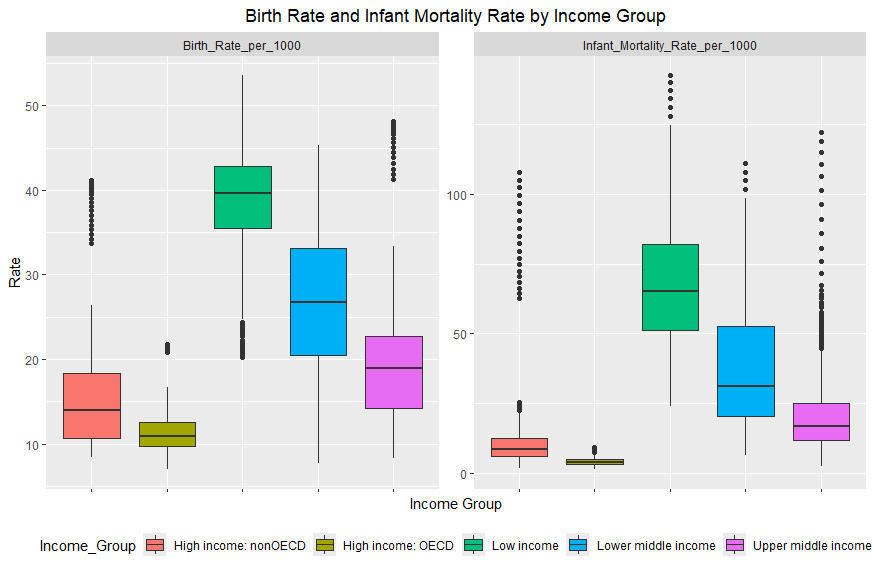 Birth Rate and Infant Mortality Rate by Income Group
Birth_Rate_per_1000
Infant_Mortality_Rate_per_1000
Rate
50
40
30
20
10
100
50
0
Income Group
Income_Group
High income: nonOECD
High income: OECD
Low income
Lower middle income
Upper middle income